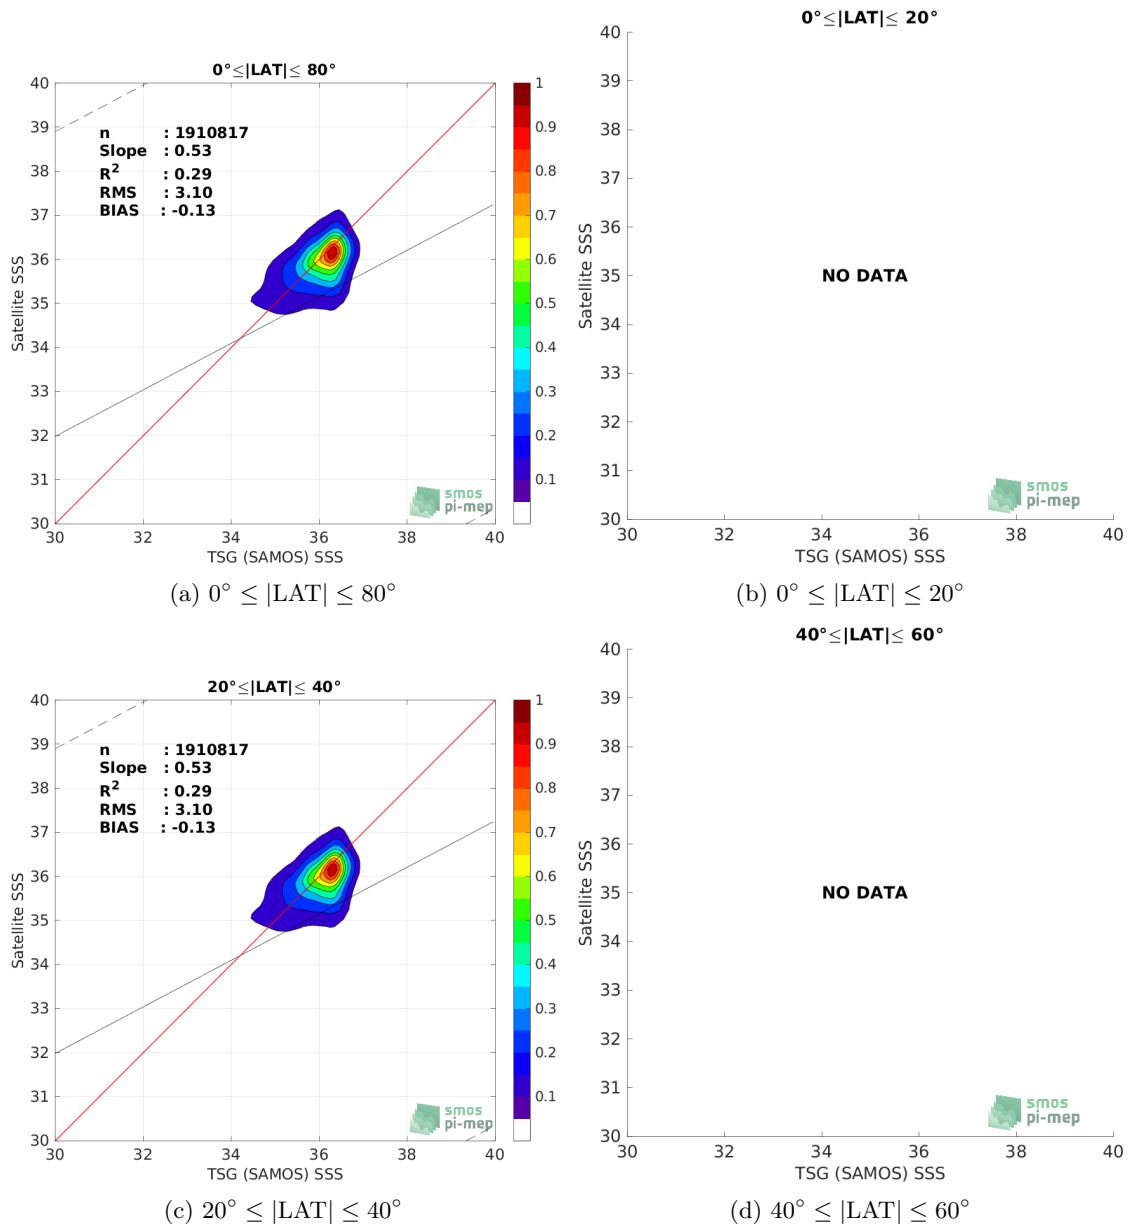 0°≤|LAT|≤ 80°
40
39
38
37
36
35
34
33
32
31
30
Satellite SSS
n : 1910817
Slope : 0.53
R² : 0.29
RMS : 3.10
BIAS : -0.13
1
0.9
0.8
0.7
0.6
0.5
0.4
0.3
0.2
0.1
smos
pi-mep
30 32 34 36 38 40
TSG (SAMOS) SSS
(a) 0° ≤ |LAT| ≤ 80°
0°≤|LAT|≤ 20°
40
39
38
37
36
35
34
33
32
31
30
Satellite SSS
NO DATA
smos
pi-mep
30 32 34 36 38 40
TSG (SAMOS) SSS
(b) 0° ≤ |LAT| ≤ 20°
20°≤|LAT|≤ 40°
40
39
38
37
36
35
34
33
32
31
30
Satellite SSS
n : 1910817
Slope : 0.53
R² : 0.29
RMS : 3.10
BIAS : -0.13
1
0.9
0.8
0.7
0.6
0.5
0.4
0.3
0.2
0.1
smos
pi-mep
30 32 34 36 38 40
TSG (SAMOS) SSS
(c) 20° ≤ |LAT| ≤ 40°
40°≤|LAT|≤ 60°
40
39
38
37
36
35
34
33
32
31
30
Satellite SSS
NO DATA
smos
pi-mep
30 32 34 36 38 40
TSG (SAMOS) SSS
(d) 40° ≤ |LAT| ≤ 60°